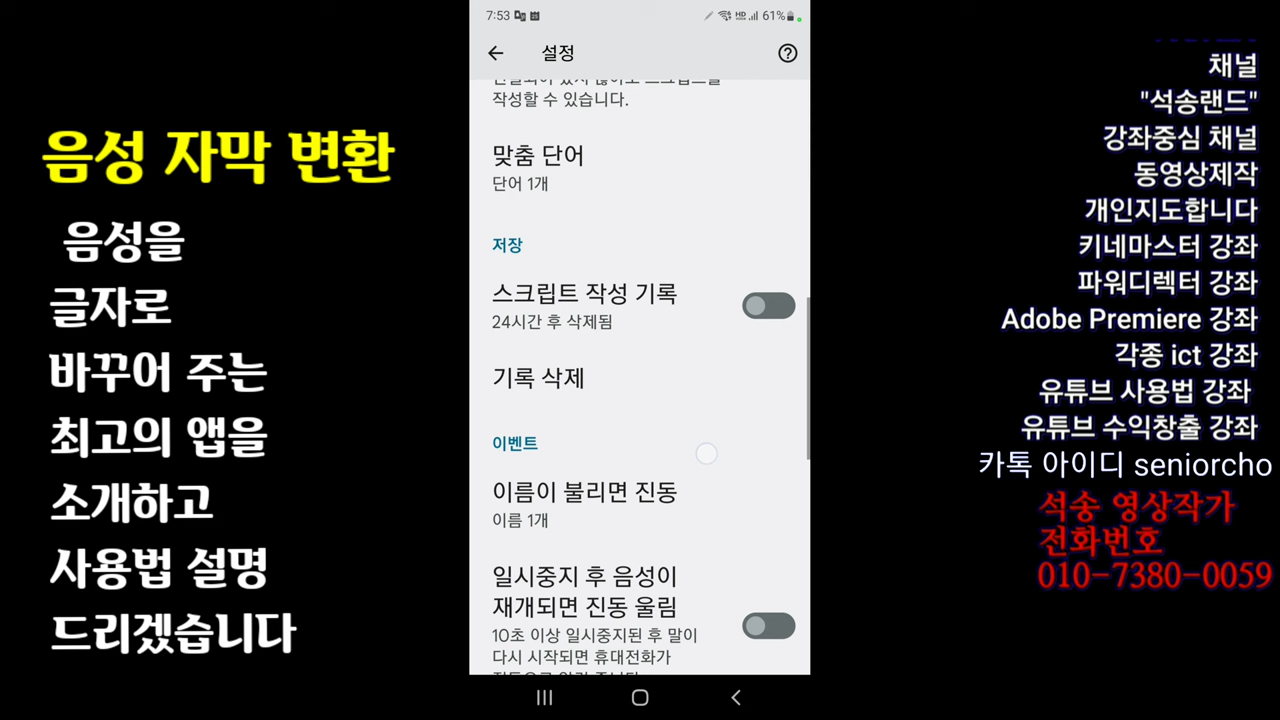 음성 자막 변환
음성을
글자로
바꾸어 주는
최고의 앱을
소개하고
사용법 설명
드리겠습니다
7:53
61%
설정
작성할 수 있습니다.
맞춤 단어
단어 1개
저장
스크립트 작성 기록
24시간 후 삭제됨
기록 삭제
이벤트
이름이 불리면 진동
이름 1개
일시중지 후 음성이
재개되면 진동 울림
10초 이상 일시중지된 후 말이
다시 시작되면 휴대전화가
채널
"석송랜드"
강좌중심 채널
동영상제작
개인지도합니다
키네마스터 강좌
파워디렉터 강좌
Adobe Premiere 강좌
각종 ict 강좌
유튜브 사용법 강좌
유튜브 수익창출 강좌
카톡 아이디 seniorcho
석송 영상작가
전화번호
010-7380-0059